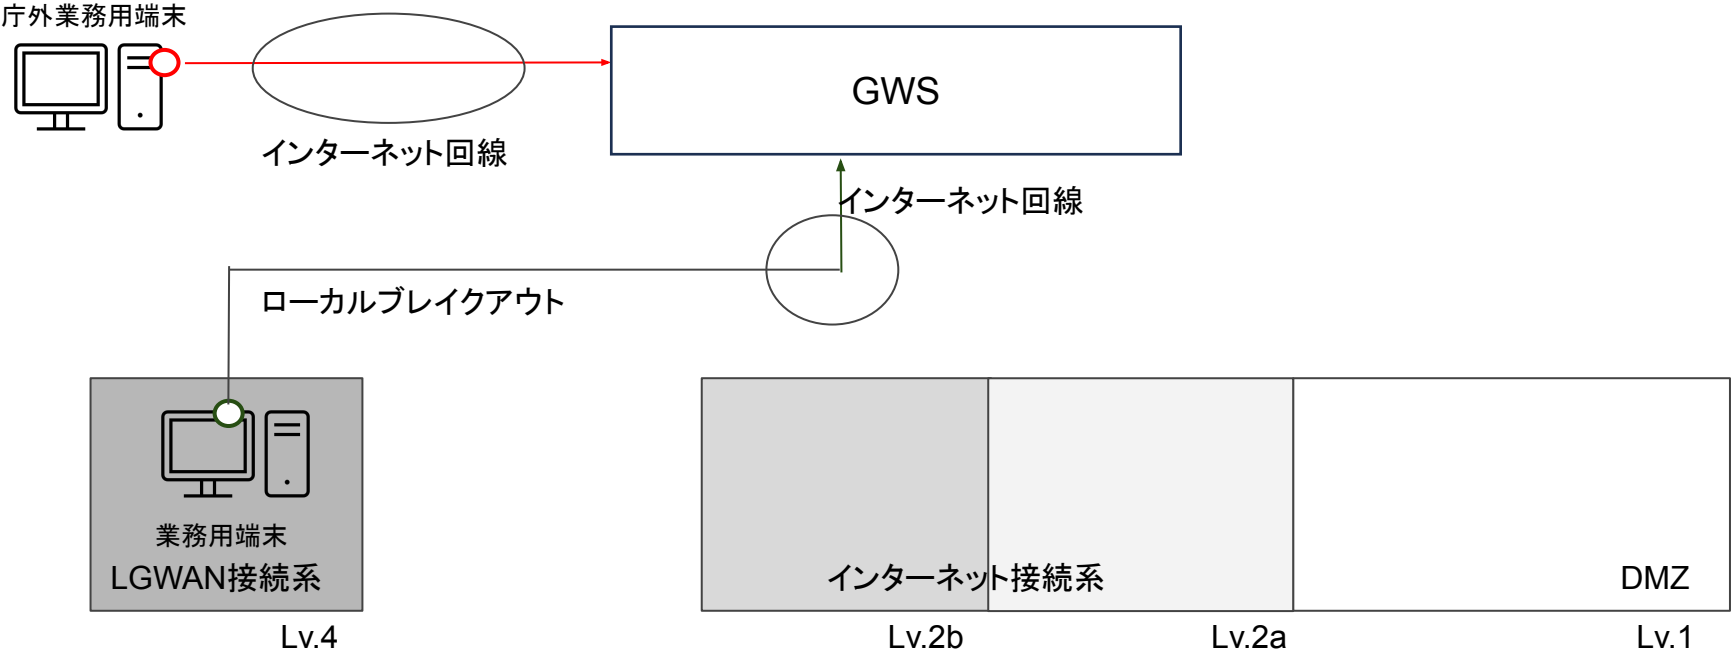 庁外業務用端末
GWS
インターネット回線
インターネット回線
ローカルブレイクアウト
業務用端末
LGWAN接続系
インターネット接続系
DMZ
Lv.4
Lv.2b
Lv.2a
Lv.1